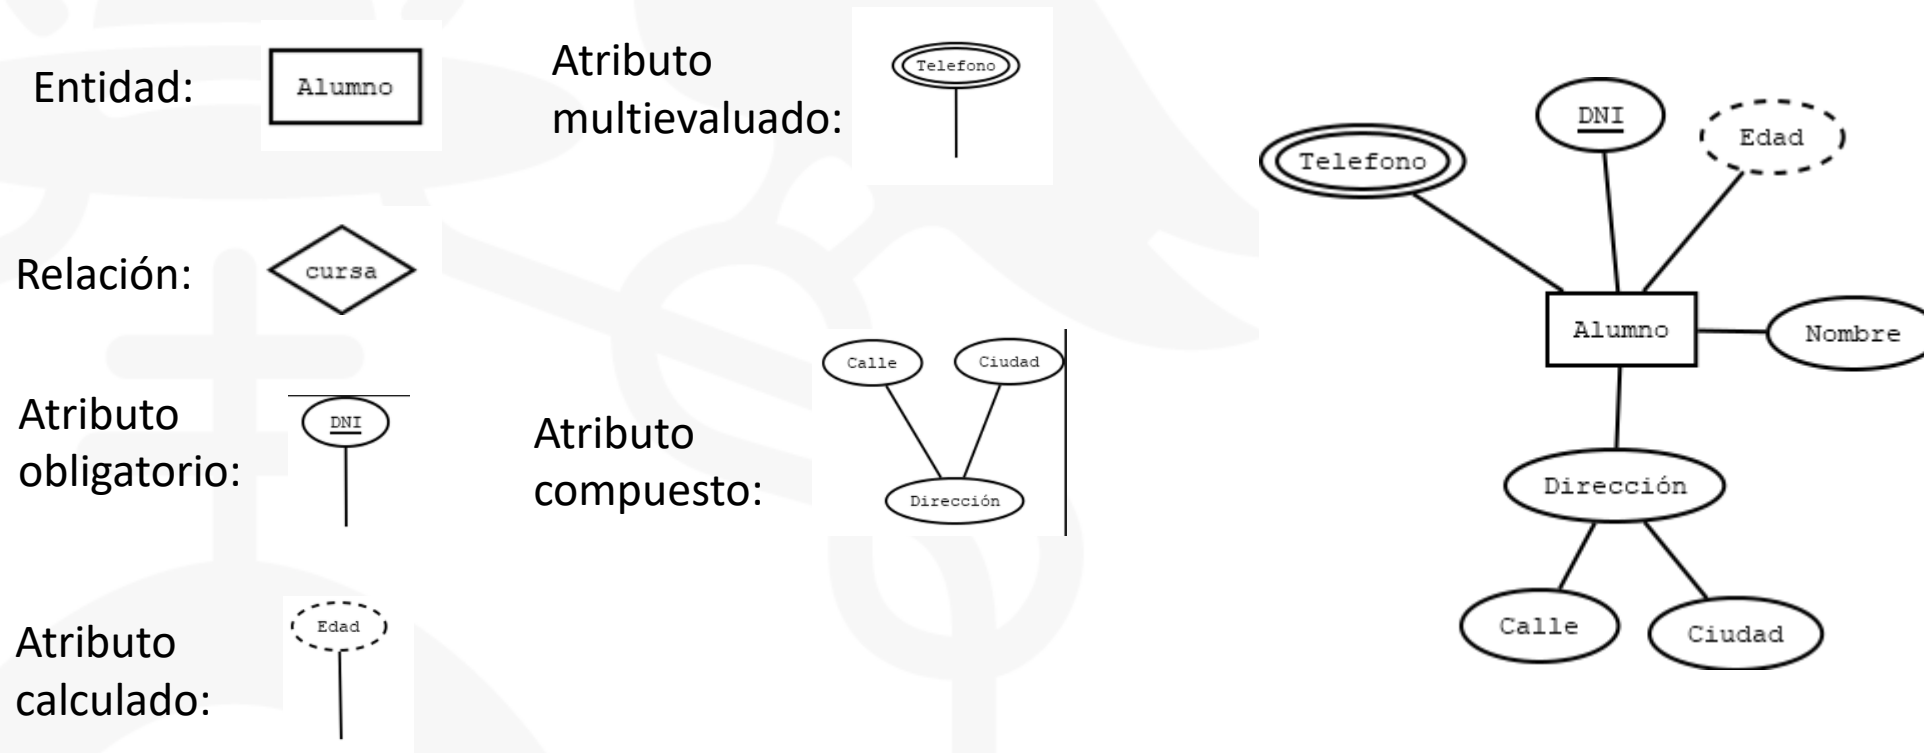 Entidad:
Alumno
Relación:
cursa
Atributo
obligatorio:
DNI
Atributo
calculado:
Edad
Atributo
multievaluado:
Telefono
Atributo
compuesto:
Calle
Ciudad
Dirección
DNI
Edad
Telefono
Alumno
Nombre
Dirección
Calle
Ciudad